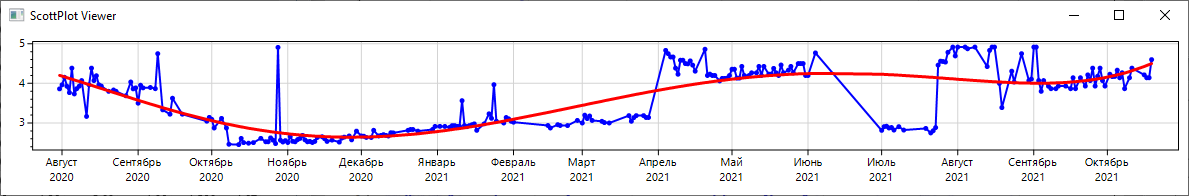 ScottPlot Viewer
5
4
3
Август Сентябрь Октябрь Ноябрь Декабрь Январь Февраль Март Апрель Май Июнь Июль Август Сентябрь Октябрь
2020 2020 2020 2020 2020 2021 2021 2021 2021 2021 2021 2021 2021 2021 2021